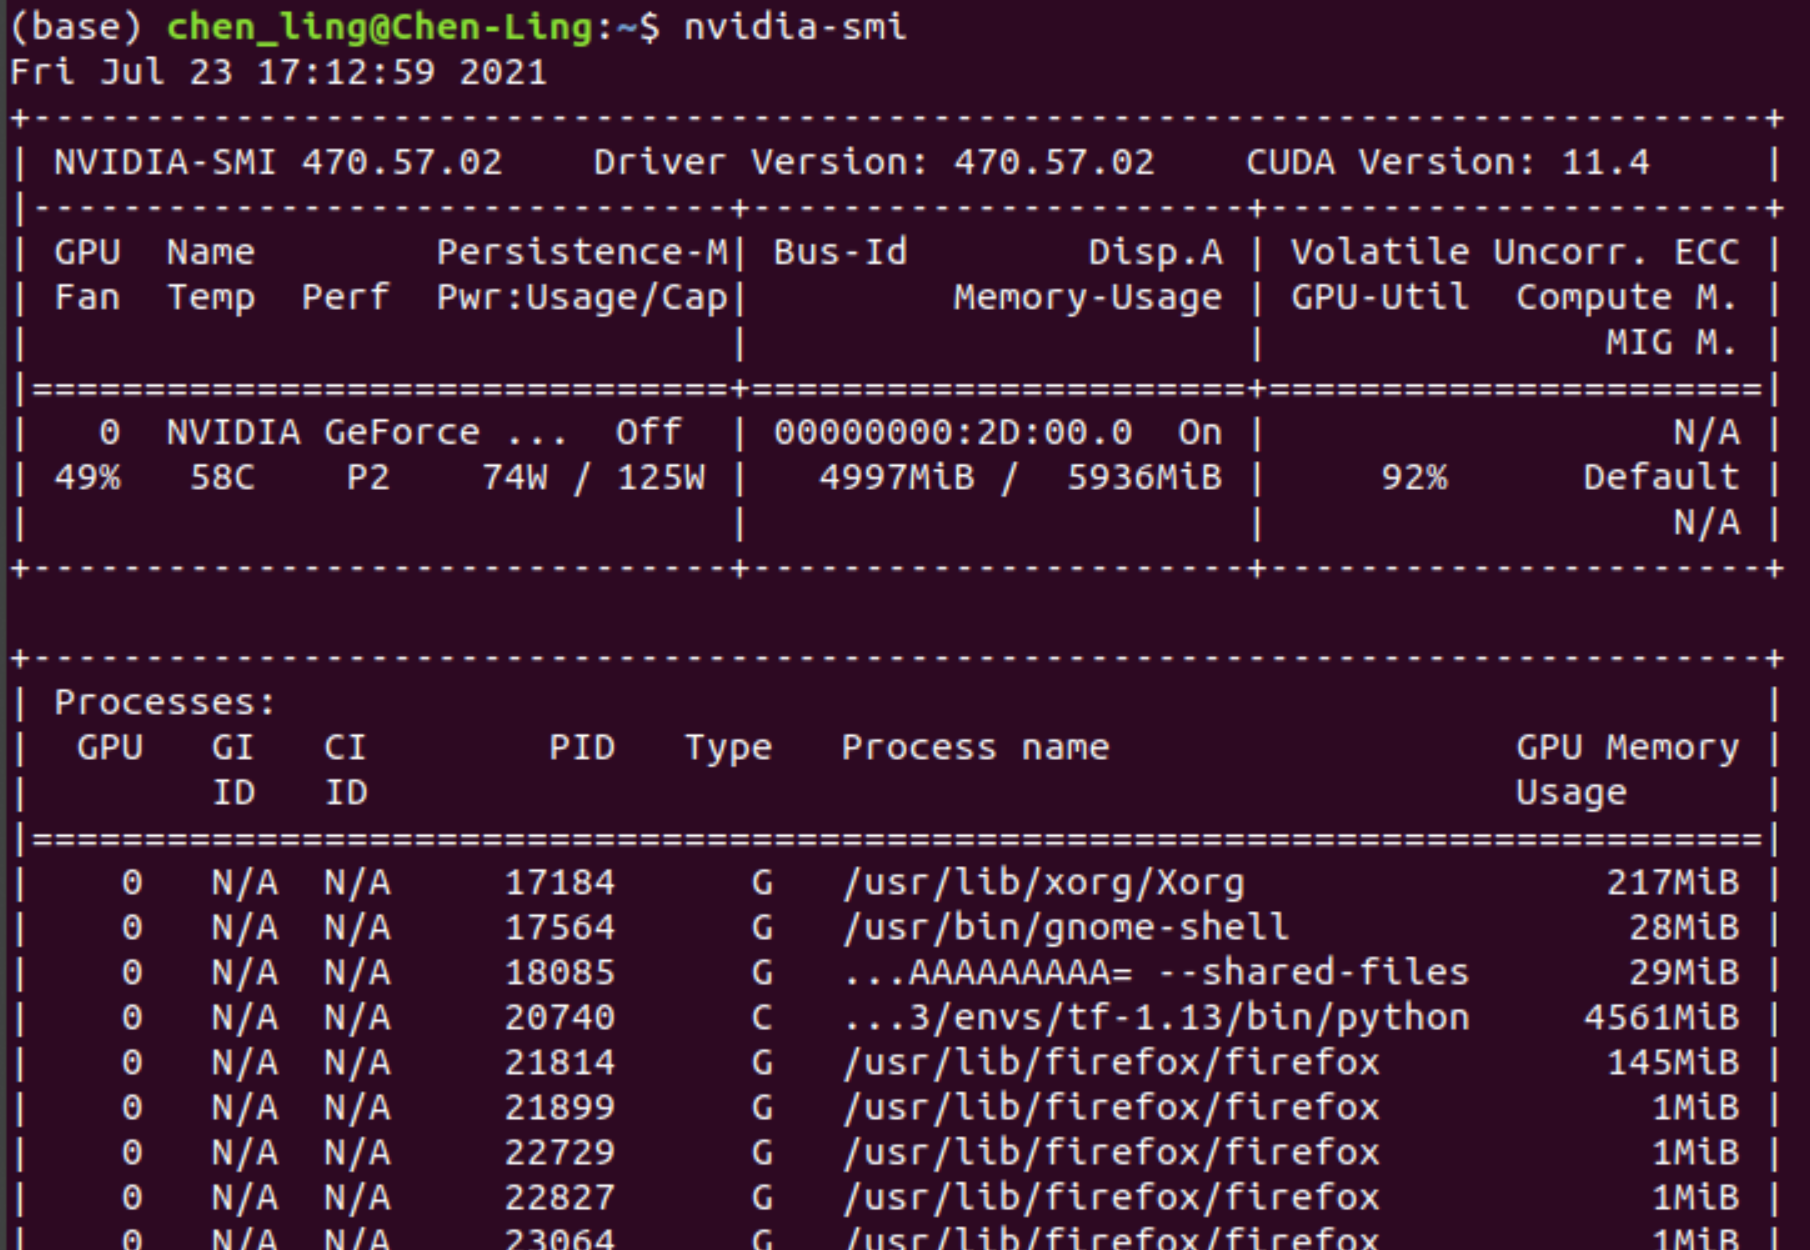 (base) chen_ling@Chen-Ling:~$ nvidia-smi
Fri Jul 23 17:12:59 2021
+-----------------------------------------------------------------------------+
| NVIDIA-SMI 470.57.02    Driver Version: 470.57.02    CUDA Version: 11.4     |
|-------------------------------+----------------------+----------------------+
| GPU  Name        Persistence-M| Bus-Id        Disp.A | Volatile Uncorr. ECC |
| Fan  Temp  Perf  Pwr:Usage/Cap|         Memory-Usage | GPU-Util  Compute M. |
|                               |                      |               MIG M. |
|===============================+======================+======================|
|   0  NVIDIA GeForce ...  Off  | 00000000:2D:00.0  On |                  N/A |
| 49%   58C    P2    74W / 125W |   4997MiB /  5936MiB |     92%      Default |
|                               |                      |                  N/A |
+-------------------------------+----------------------+----------------------+

+-----------------------------------------------------------------------------+
| Processes:                                                                  |
|  GPU   GI   CI        PID   Type   Process name                  GPU Memory |
|        ID   ID                                                   Usage      |
|=============================================================================|
|    0   N/A  N/A     17184      G   /usr/lib/xorg/Xorg                217MiB |
|    0   N/A  N/A     17564      G   /usr/bin/gnome-shell               28MiB |
|    0   N/A  N/A     18085      G   ...AAAAAAAAA= --shared-files       29MiB |
|    0   N/A  N/A     20740      C   ...3/envs/tf-1.13/bin/python     4561MiB |
|    0   N/A  N/A     21814      G   /usr/lib/firefox/firefox          145MiB |
|    0   N/A  N/A     21899      G   /usr/lib/firefox/firefox            1MiB |
|    0   N/A  N/A     22729      G   /usr/lib/firefox/firefox            1MiB |
|    0   N/A  N/A     22827      G   /usr/lib/firefox/firefox            1MiB |
|    0   N/A  N/A     23064      G   /usr/lib/firefox/firefox            1MiB |